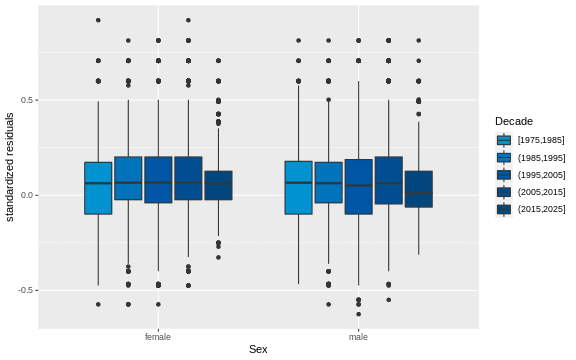 standardized residuals
0.5
0.0
-0.5
female
male
Sex
Decade
[1975,1985]
(1985,1995]
(1995,2005]
(2005,2015]
(2015,2025]